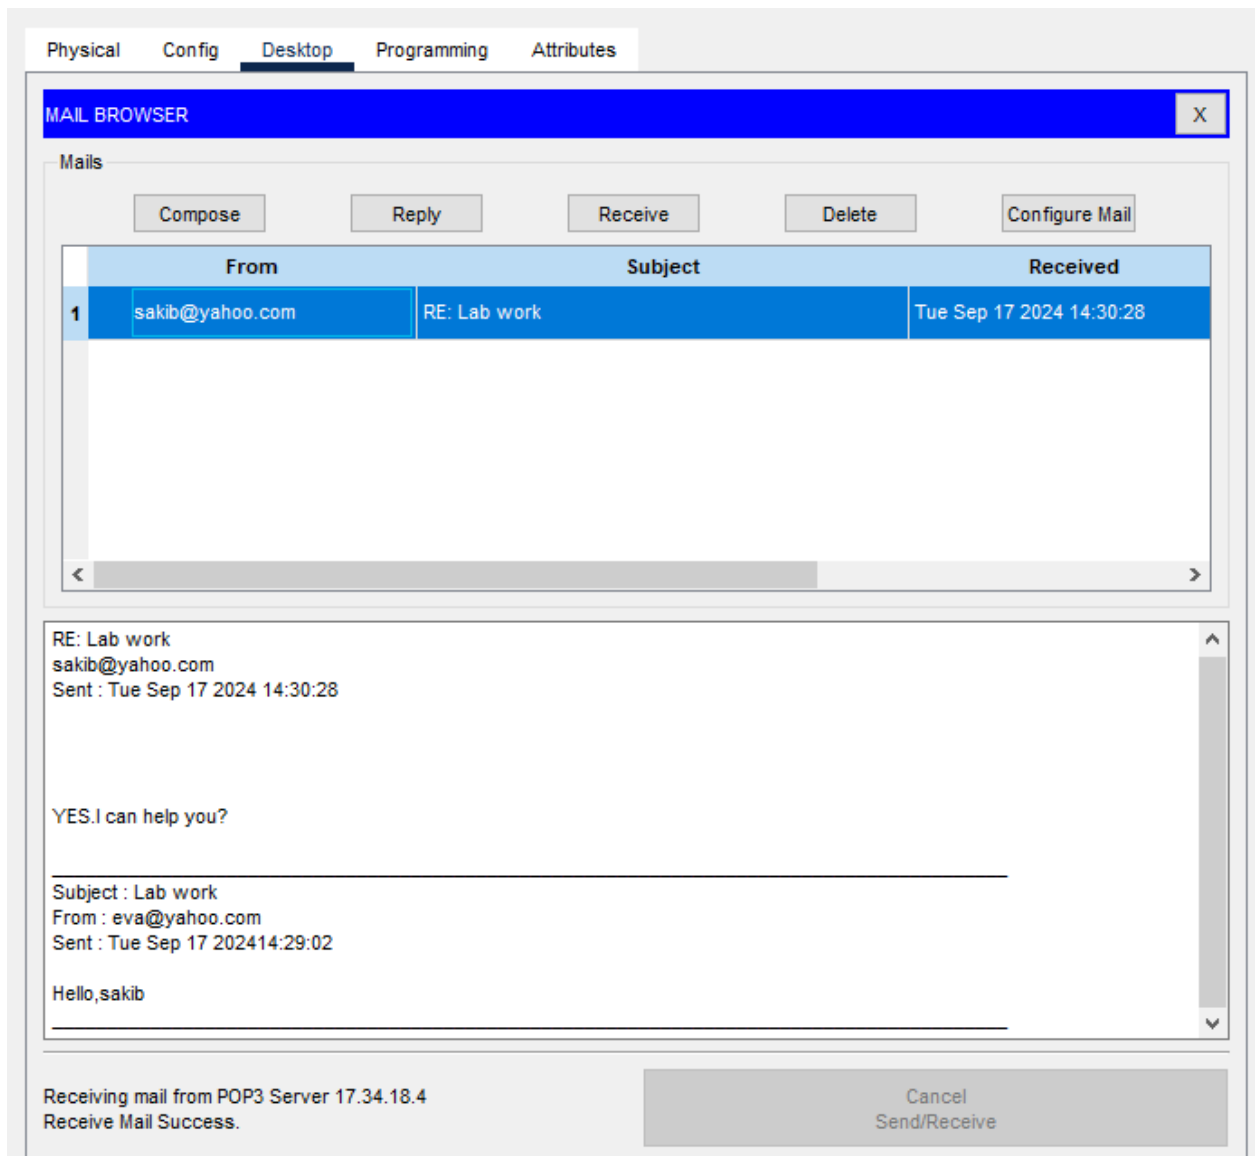 Physical Config Desktop Programming Attributes
MAIL BROWSER X
Mails
Compose Reply Receive Delete Configure Mail
From Subject Received
1 sakib@yahoo.com RE: Lab work Tue Sep 17 2024 14:30:28
RE: Lab work
sakib@yahoo.com
Sent : Tue Sep 17 2024 14:30:28
YES.I can help you?
Subject : Lab work
From : eva@yahoo.com
Sent : Tue Sep 17 202414:29:02
Hello,sakib
Receiving mail from POP3 Server 17.34.18.4
Receive Mail Success.
Cancel
Send/Receive